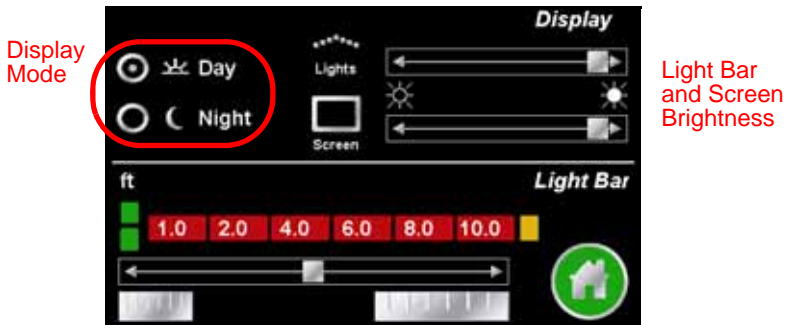 Display
Display
Mode
Day
Lights
Night
Screen
Light Bar
and Screen
Brightness
ft
Light Bar
1.0 2.0 4.0 6.0 8.0 10.0